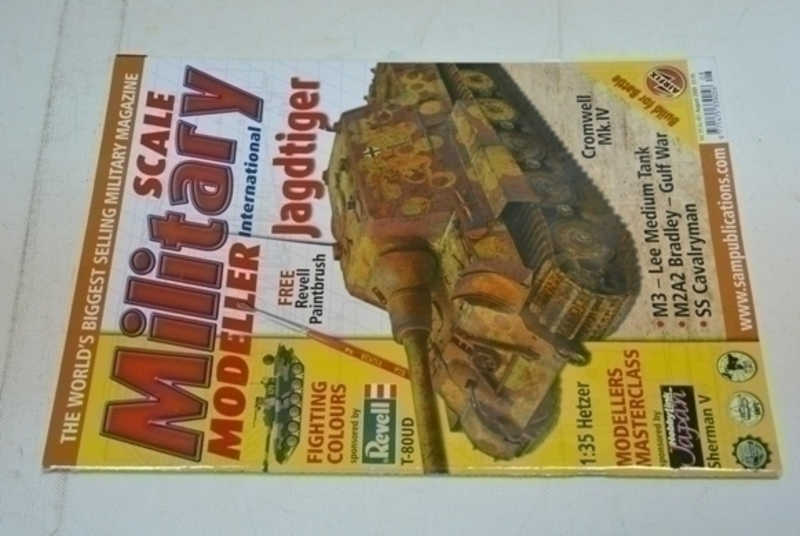 THE WORLD'S BIGGEST SELLING MILITARY MAGAZINE
SCALE
Military
MODELLER International
Jagdtiger
FREE
Revell
Paintbrush
AIRFIX
Build for Battle
Cromwell
Mk.IV
• M3 – Lee Medium Tank
• M2A2 Bradley – Gulf War
• SS Cavalryman
www.sampublications.com
FIGHTING
COLOURS
sponsored by
Revell
T-80UD
1:35 Hetzer
MODELLERS
MASTERCLASS
sponsored by
Japan
Sherman V